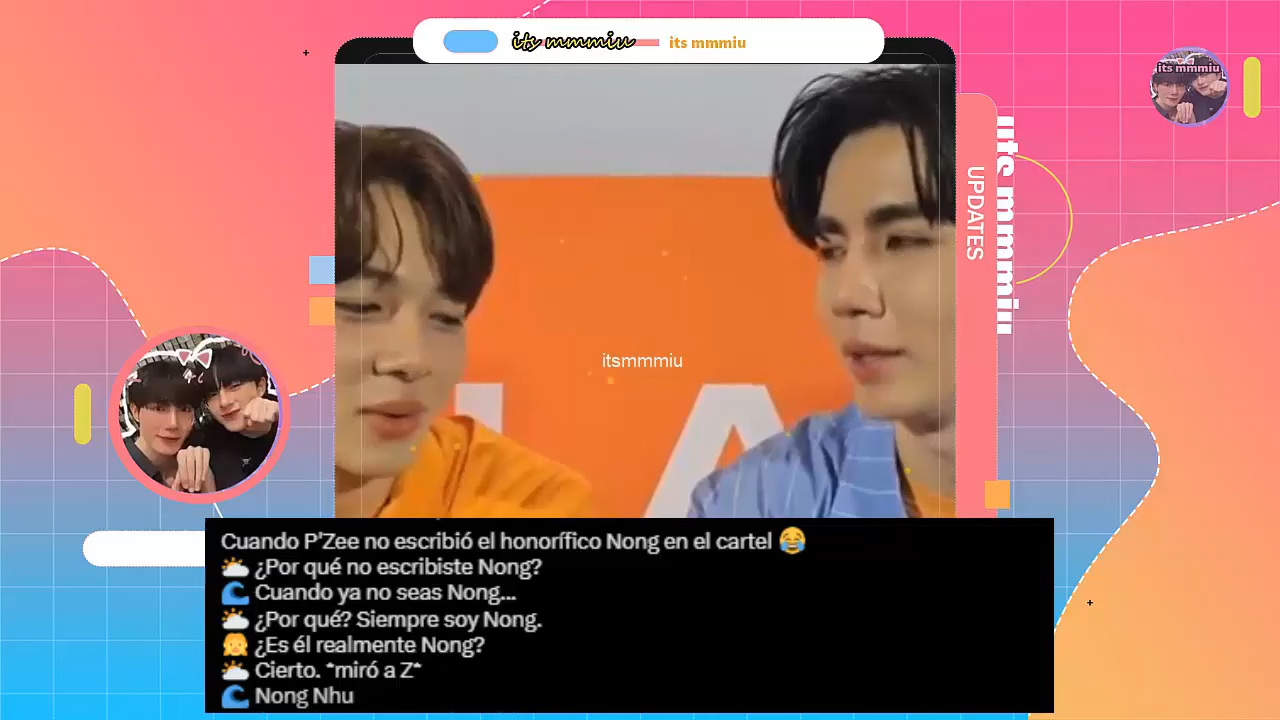 its mmmiu its mmmiu
its mmmiu
its mmmiu
UPDATES
LA
itsmmmiu
Cuando P'Zee no escribió el honorífico Nong en el cartel 😂
⛅ ¿Por qué no escribiste Nong?
🌊 Cuando ya no seas Nong...
⛅ ¿Por qué? Siempre soy Nong.
👧 ¿Es él realmente Nong?
⛅ Cierto. *miró a Z*
🌊 Nong Nhu